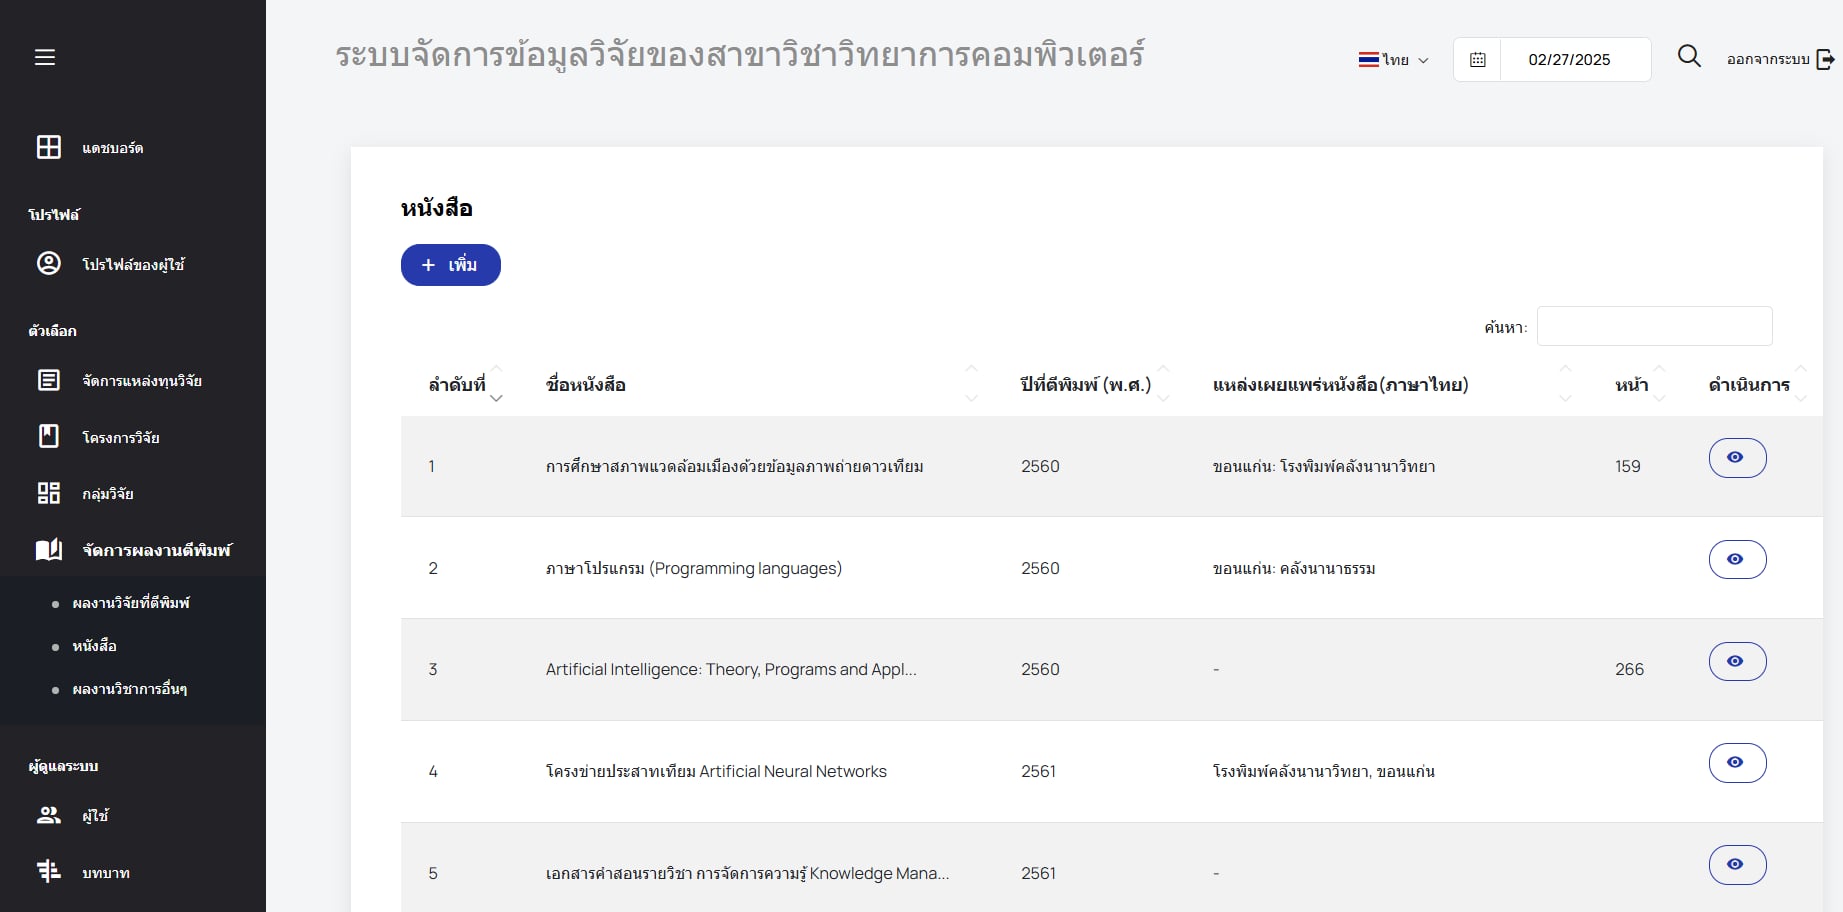 ระบบจัดการข้อมูลวิจัยของสาขาวิชาวิทยาการคอมพิวเตอร์
ไทย
02/27/2025
ออกจากระบบ
แดชบอร์ด
โปรไฟล์
โปรไฟล์ของผู้ใช้
ตัวเลือก
จัดการแหล่งทุนวิจัย
โครงการวิจัย
กลุ่มวิจัย
จัดการผลงานตีพิมพ์
ผลงานวิจัยที่ตีพิมพ์
หนังสือ
ผลงานวิชาการอื่นๆ
ผู้ดูแลระบบ
ผู้ใช้
บทบาท
หนังสือ
+ เพิ่ม
ค้นหา:
ลำดับที่ ชื่อหนังสือ ปีที่ตีพิมพ์ (พ.ศ.) แหล่งเผยแพร่หนังสือ(ภาษาไทย) หน้า ดำเนินการ
1 การศึกษาสภาพแวดล้อมเมืองด้วยข้อมูลภาพถ่ายดาวเทียม 2560 ขอนแก่น: โรงพิมพ์คลังนานาวิทยา 159
2 ภาษาโปรแกรม (Programming languages) 2560 ขอนแก่น: คลังนานาธรรม
3 Artificial Intelligence: Theory, Programs and Appl... 2560 - 266
4 โครงข่ายประสาทเทียม Artificial Neural Networks 2561 โรงพิมพ์คลังนานาวิทยา, ขอนแก่น
5 เอกสารคำสอนรายวิชา การจัดการความรู้ Knowledge Mana... 2561 -